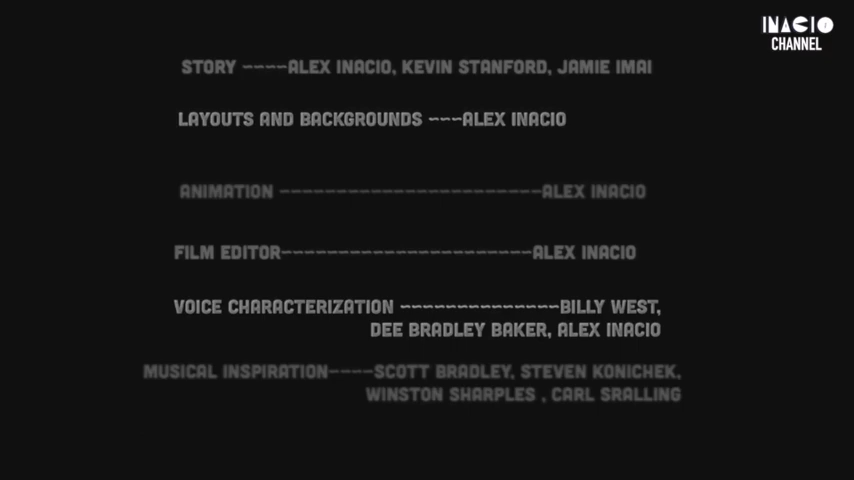 INACIO
CHANNEL
STORY ----ALEX INACIO, KEVIN STANFORD, JAMIE IMAI
LAYOUTS AND BACKGROUNDS ---ALEX INACIO
ANIMATION -----------------------ALEX INACIO
FILM EDITOR----------------------ALEX INACIO
VOICE CHARACTERIZATION --------------BILLY WEST,
DEE BRADLEY BAKER, ALEX INACIO
MUSICAL INSPIRATION----SCOTT BRADLEY, STEVEN KONICHEK,
WINSTON SHARPLES , CARL SRALLING